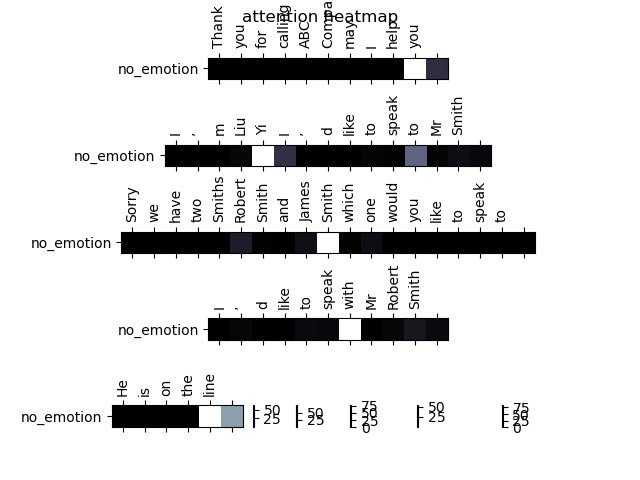 attention heatmap
Thank you for calling ABC may I help you
no_emotion
I , m Liu Yi I , d like to speak to Mr Smith
no_emotion
Sorry we have two Smiths Robert Smith and James Smith which one would you like to speak to
no_emotion
I , d like to speak with Mr Robert Smith
no_emotion
He is on the line
no_emotion
50 50 75 50 75
25 25 50 25 50
25 25
0 0